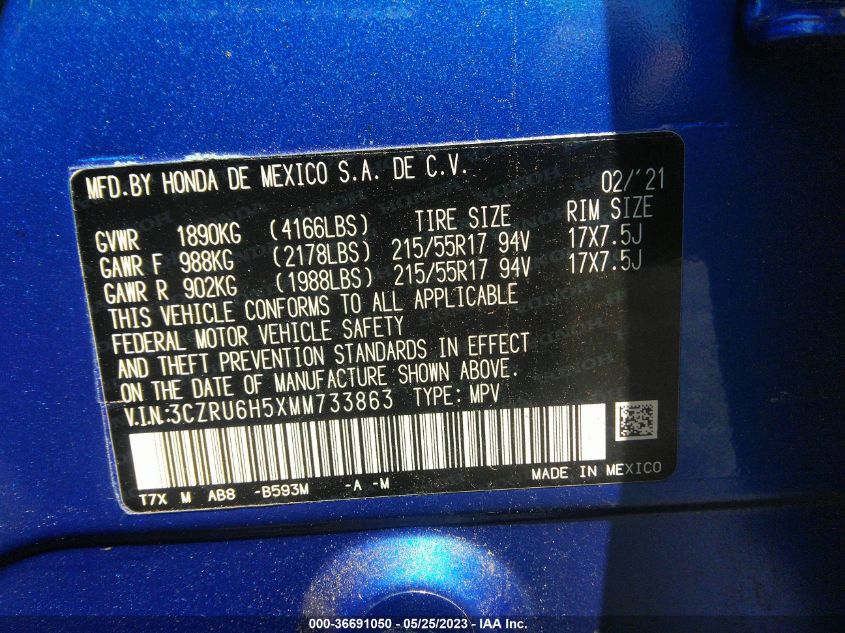 MFD.BY HONDA DE MEXICO S.A. DE C.V. 02/'21
GVWR 1890KG (4166LBS) TIRE SIZE RIM SIZE
GAWR F 988KG (2178LBS) 215/55R17 94V 17X7.5J
GAWR R 902KG (1988LBS) 215/55R17 94V 17X7.5J
THIS VEHICLE CONFORMS TO ALL APPLICABLE
FEDERAL MOTOR VEHICLE SAFETY
AND THEFT PREVENTION STANDARDS IN EFFECT
ON THE DATE OF MANUFACTURE SHOWN ABOVE.
V.I.N:3CZRU6H5XMM733863 TYPE: MPV
T7X M AB8 -B593M -A -M MADE IN MEXICO
000-36691050 - 05/25/2023 - IAA Inc.